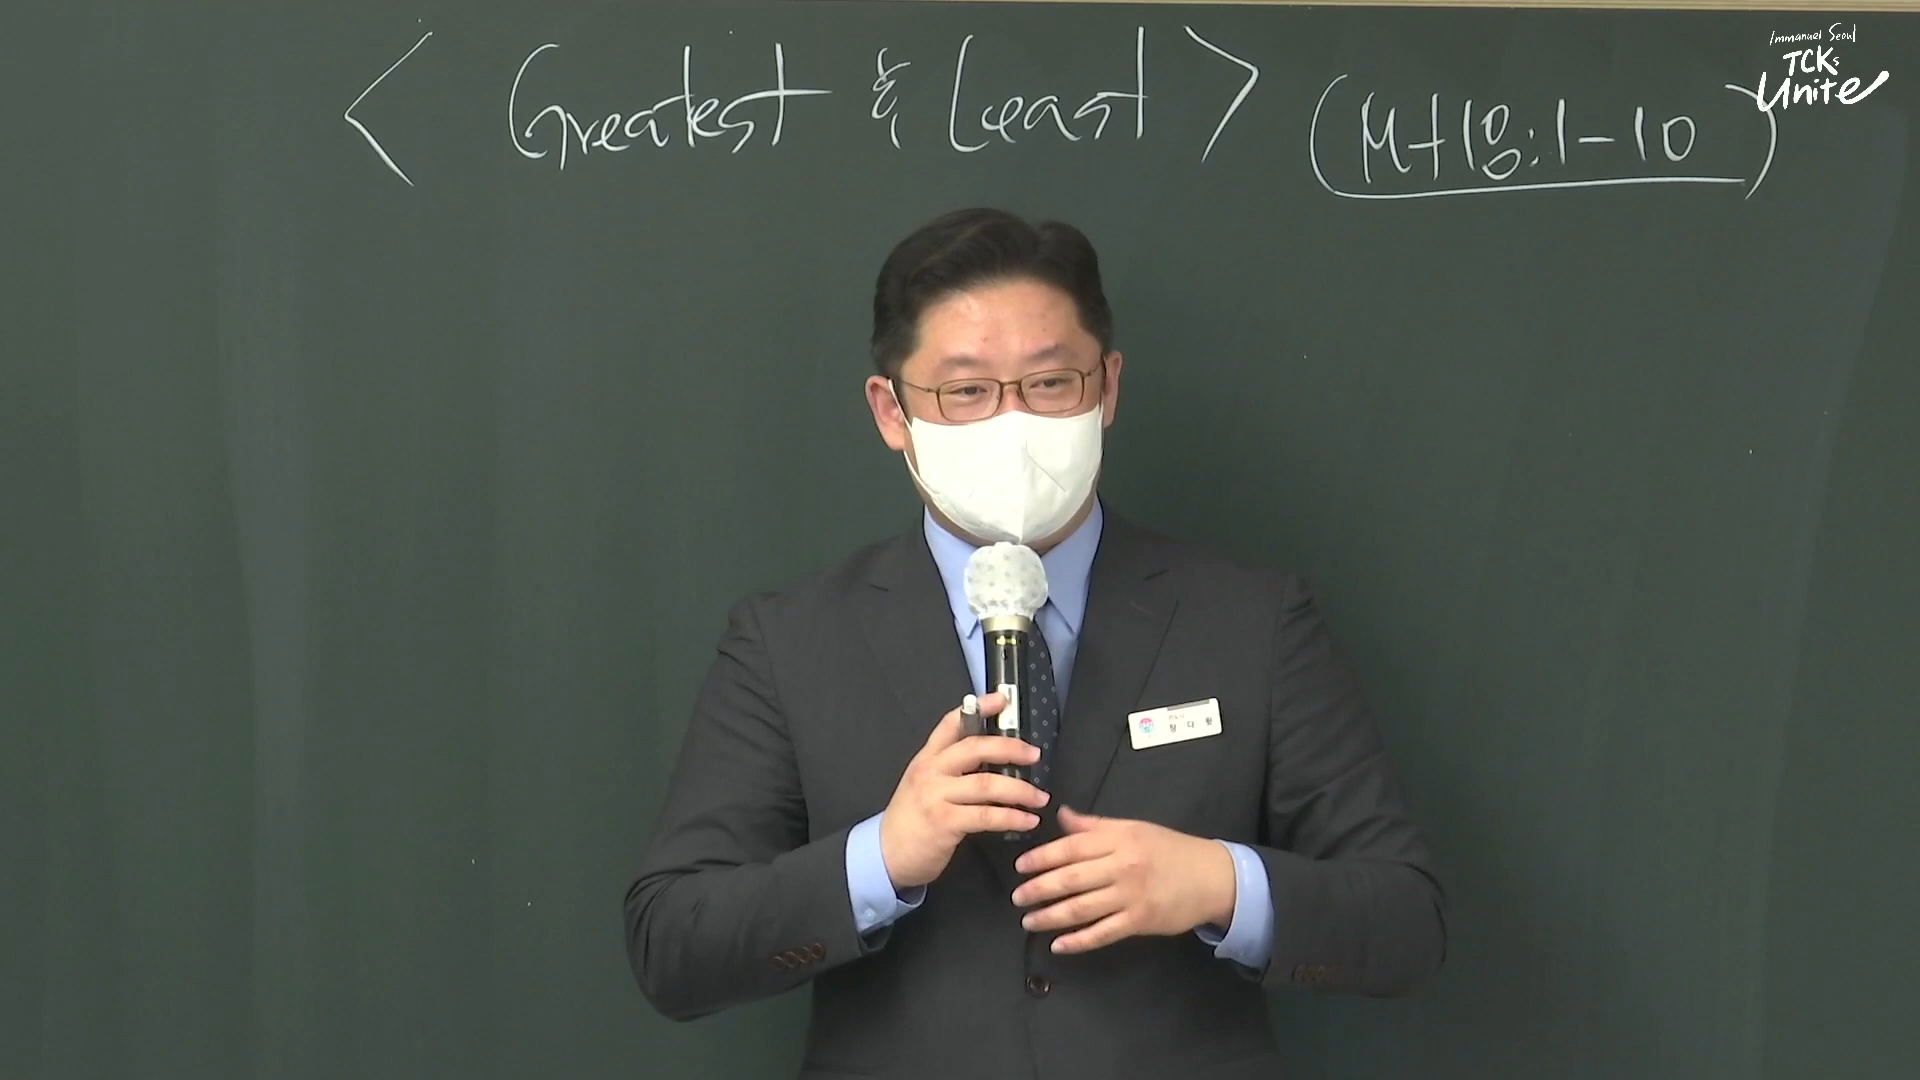 < Greatest & Least > (Mt 18:1-10)
Immanuel Seoul
TCKs
Unite